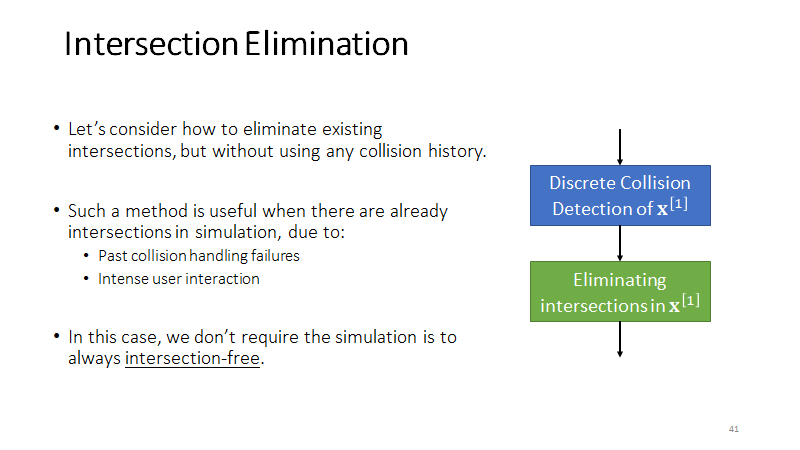 Intersection Elimination
• Let’s consider how to eliminate existing
intersections, but without using any collision history.
• Such a method is useful when there are already
intersections in simulation, due to:
• Past collision handling failures
• Intense user interaction
• In this case, we don’t require the simulation is to
always intersection-free.
Discrete Collision
Detection of 𝐱[1]
Eliminating
intersections in 𝐱[1]
41